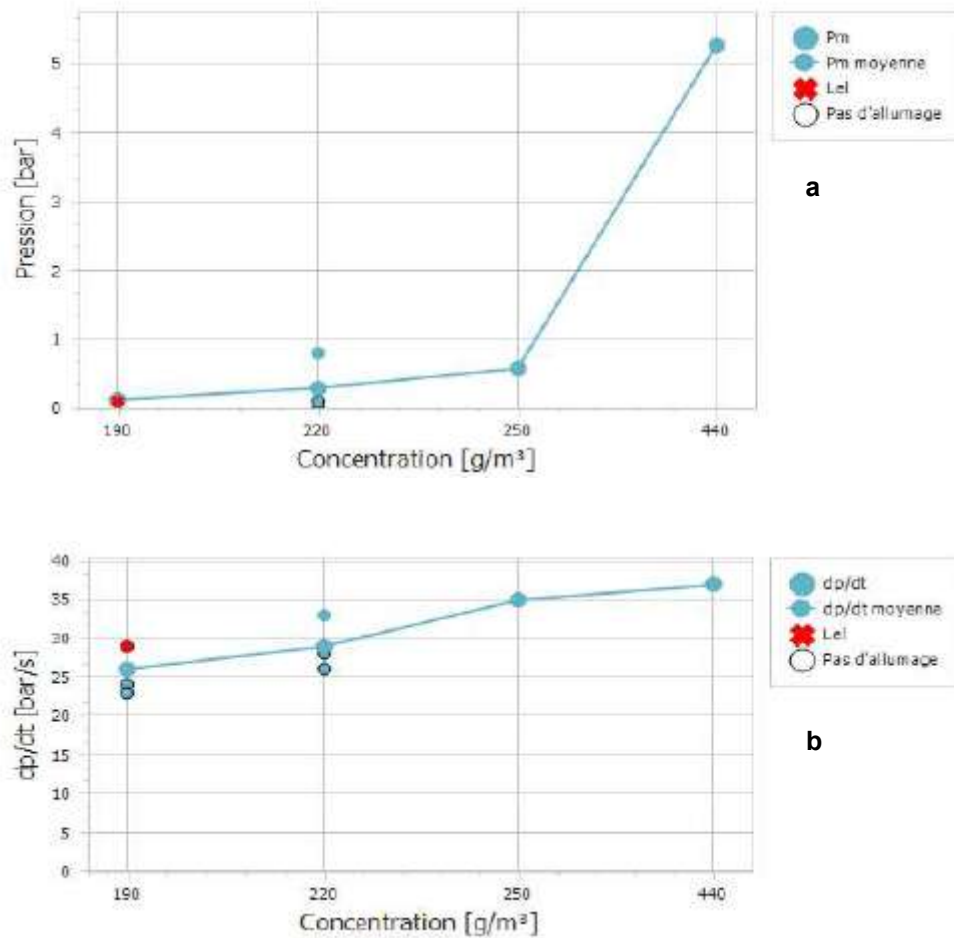 Pression [bar]
5
4
3
2
1
0
190 220 250 440
Concentration [g/m³]
Pm
Pm moyenne
Lel
Pas d'allumage
a
dp/dt [bar/s]
40
35
30
25
20
15
10
5
0
190 220 250 440
Concentration [g/m³]
dp/dt
dp/dt moyenne
Lel
Pas d'allumage
b